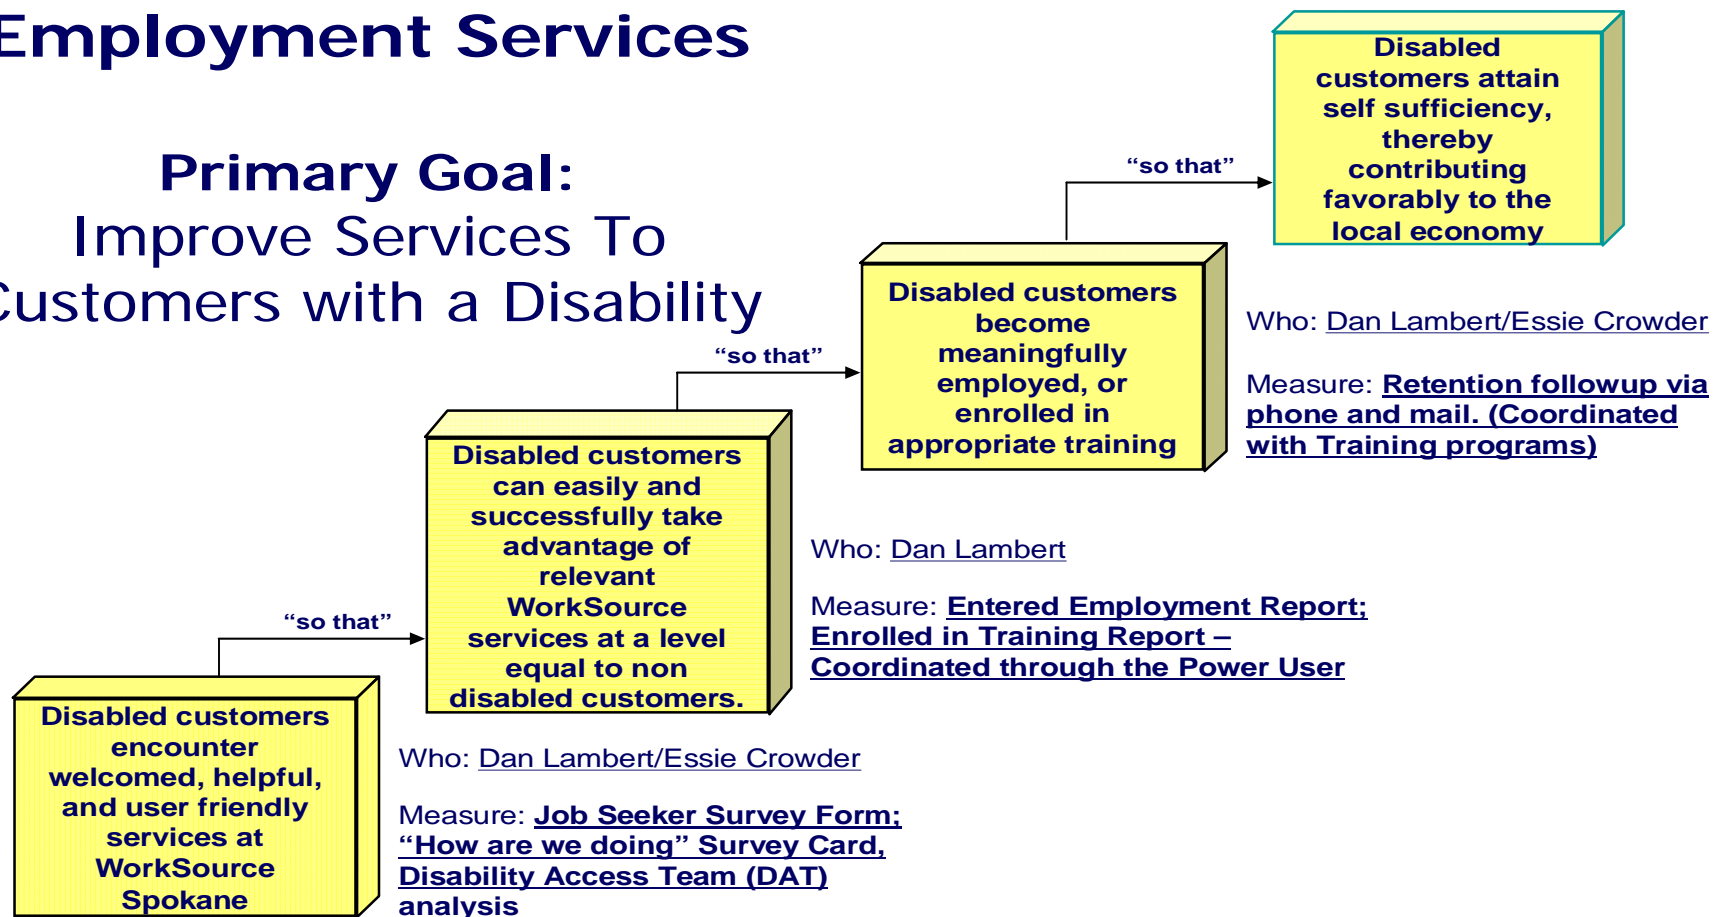 Employment Services
Primary Goal:
Improve Services To
Customers with a Disability
Disabled customers
encounter
welcomed, helpful,
and user friendly
services at
WorkSource
Spokane
“so that”
Who: Dan Lambert/Essie Crowder
Measure: Job Seeker Survey Form;
“How are we doing” Survey Card,
Disability Access Team (DAT)
analysis
Disabled customers
can easily and
successfully take
advantage of
relevant
WorkSource
services at a level
equal to non
disabled customers.
“so that”
Who: Dan Lambert
Measure: Entered Employment Report;
Enrolled in Training Report –
Coordinated through the Power User
Disabled customers
become
meaningfully
employed, or
enrolled in
appropriate training
“so that”
Who: Dan Lambert/Essie Crowder
Measure: Retention followup via
phone and mail. (Coordinated
with Training programs)
Disabled
customers attain
self sufficiency,
thereby
contributing
favorably to the
local economy